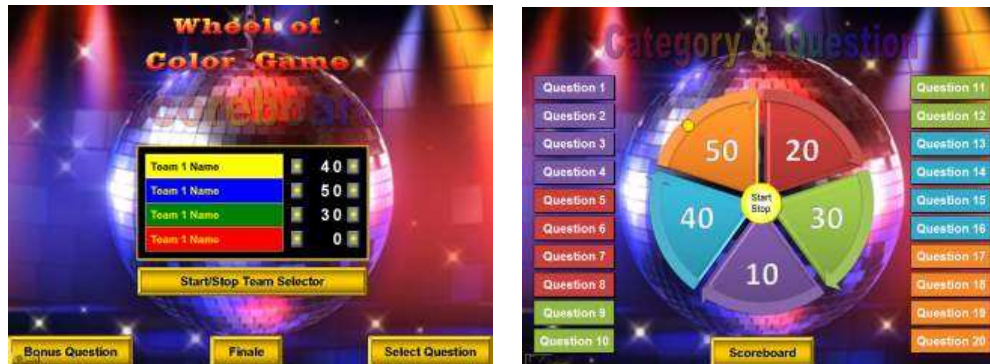 Wheel of
Color Game
Scoreboard
Team 1 Name 40
Team 1 Name 50
Team 1 Name 30
Team 1 Name 0
Start/Stop Team Selector
Bonus Question
Finale
Select Question
Category & Question
Question 1
Question 2
Question 3
Question 4
Question 5
Question 6
Question 7
Question 8
Question 9
Question 10
50
20
40
30
10
Start
Stop
Question 11
Question 12
Question 13
Question 14
Question 15
Question 16
Question 17
Question 18
Question 19
Question 20
Scoreboard